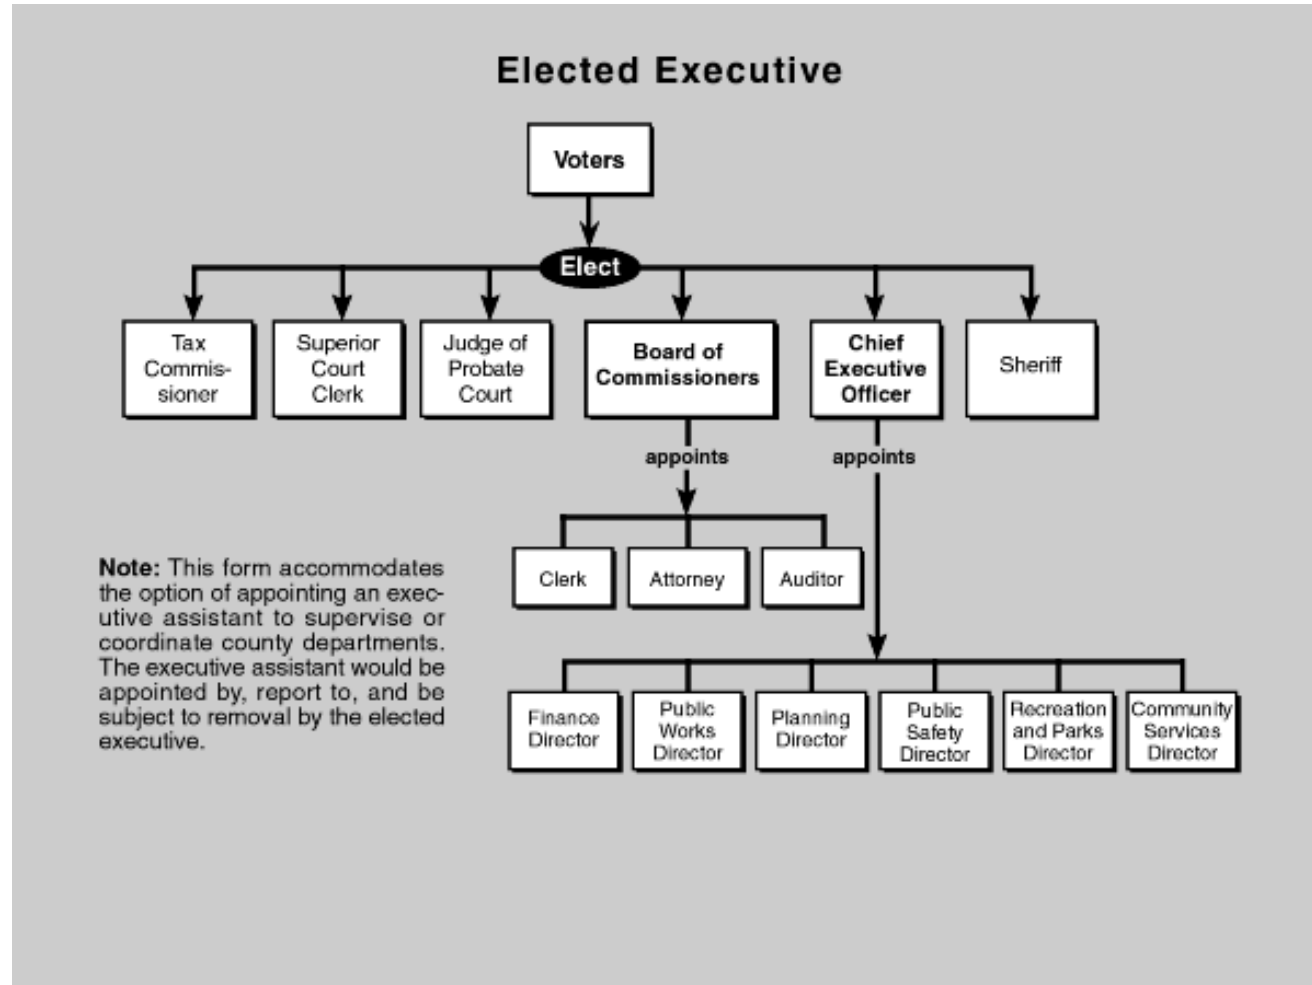 Elected Executive
Voters
Elect
Tax
Commis-
sioner
Superior
Court
Clerk
Judge of
Probate
Court
Board of
Commissioners
Chief
Executive
Officer
Sheriff
appoints
appoints
Clerk
Attorney
Auditor
Finance
Director
Public
Works
Director
Planning
Director
Public
Safety
Director
Recreation
and Parks
Director
Community
Services
Director
Note: This form accommodates
the option of appointing an exec-
utive assistant to supervise or
coordinate county departments.
The executive assistant would be
appointed by, report to, and be
subject to removal by the elected
executive.